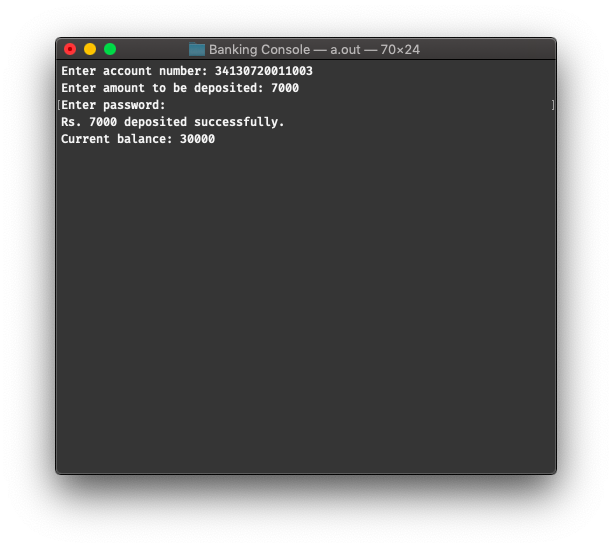 Banking Console — a.out — 70×24
Enter account number: 34130720011003
Enter amount to be deposited: 7000
[Enter password: ]
Rs. 7000 deposited successfully.
Current balance: 30000